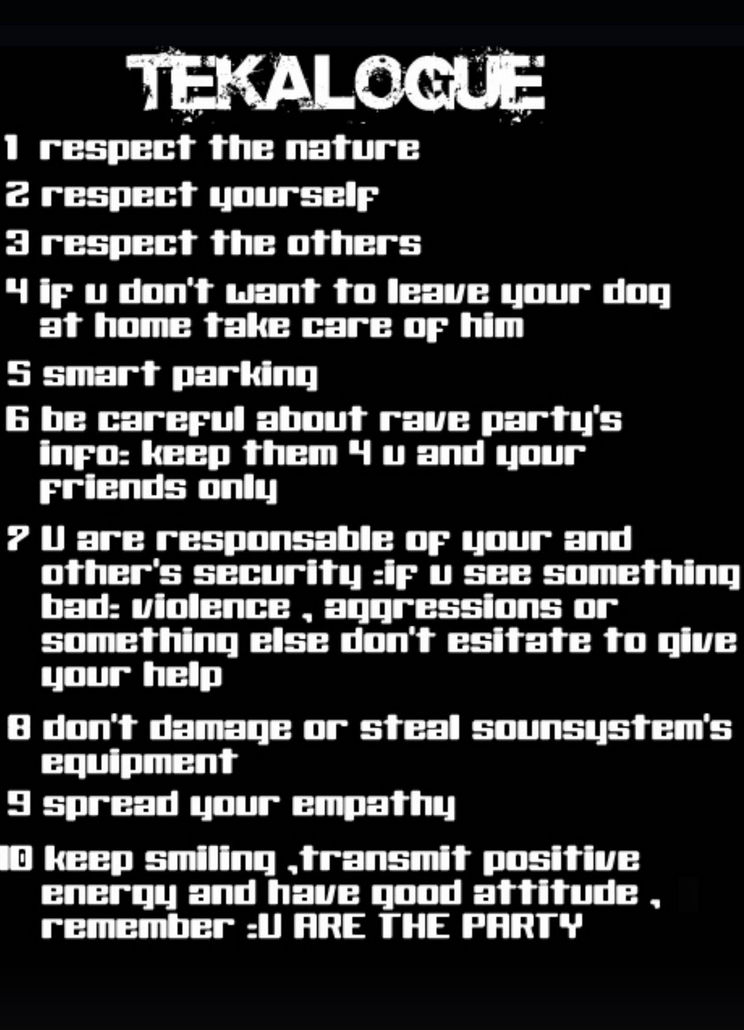 TEKALOGUE
1 respect the nature
2 respect yourself
3 respect the others
4 if u don't want to leave your dog
at home take care of him
5 smart parking
6 be careful about rave party's
info: keep them 4 u and your
friends only
7 U are responsable of your and
other's security :if u see something
bad: violence , aggressions or
something else don't esitate to give
your help
8 don't damage or steal sounsystem's
equipment
9 spread your empathy
10 keep smiling ,transmit positive
energy and have good attitude ,
remember :U ARE THE PARTY